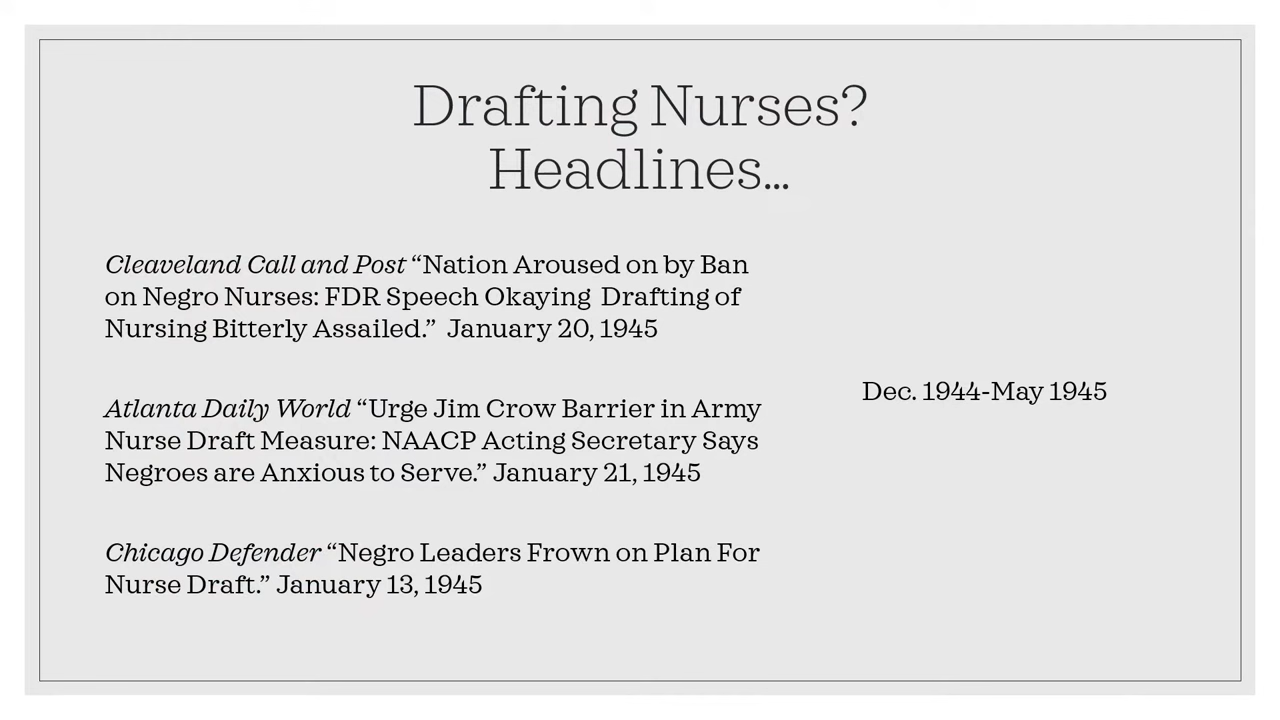 Drafting Nurses?
Headlines…
Cleaveland Call and Post “Nation Aroused on by Ban
on Negro Nurses: FDR Speech Okaying  Drafting of
Nursing Bitterly Assailed.”  January 20, 1945
Atlanta Daily World “Urge Jim Crow Barrier in Army
Nurse Draft Measure: NAACP Acting Secretary Says
Negroes are Anxious to Serve.” January 21, 1945
Chicago Defender “Negro Leaders Frown on Plan For
Nurse Draft.” January 13, 1945
Dec. 1944-May 1945